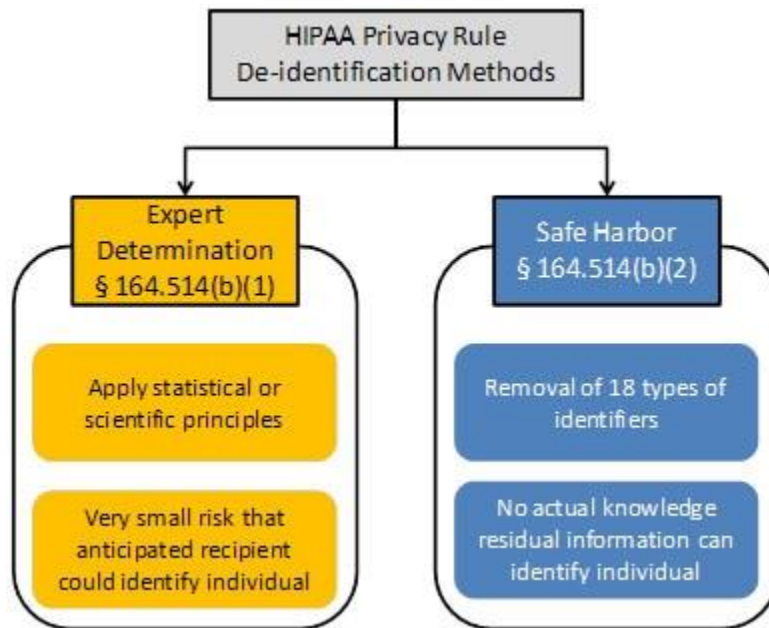 HIPAA Privacy Rule
De-identification Methods
Expert
Determination
§ 164.514(b)(1)
Apply statistical or
scientific principles
Very small risk that
anticipated recipient
could identify individual
Safe Harbor
§ 164.514(b)(2)
Removal of 18 types of
identifiers
No actual knowledge
residual information can
identify individual